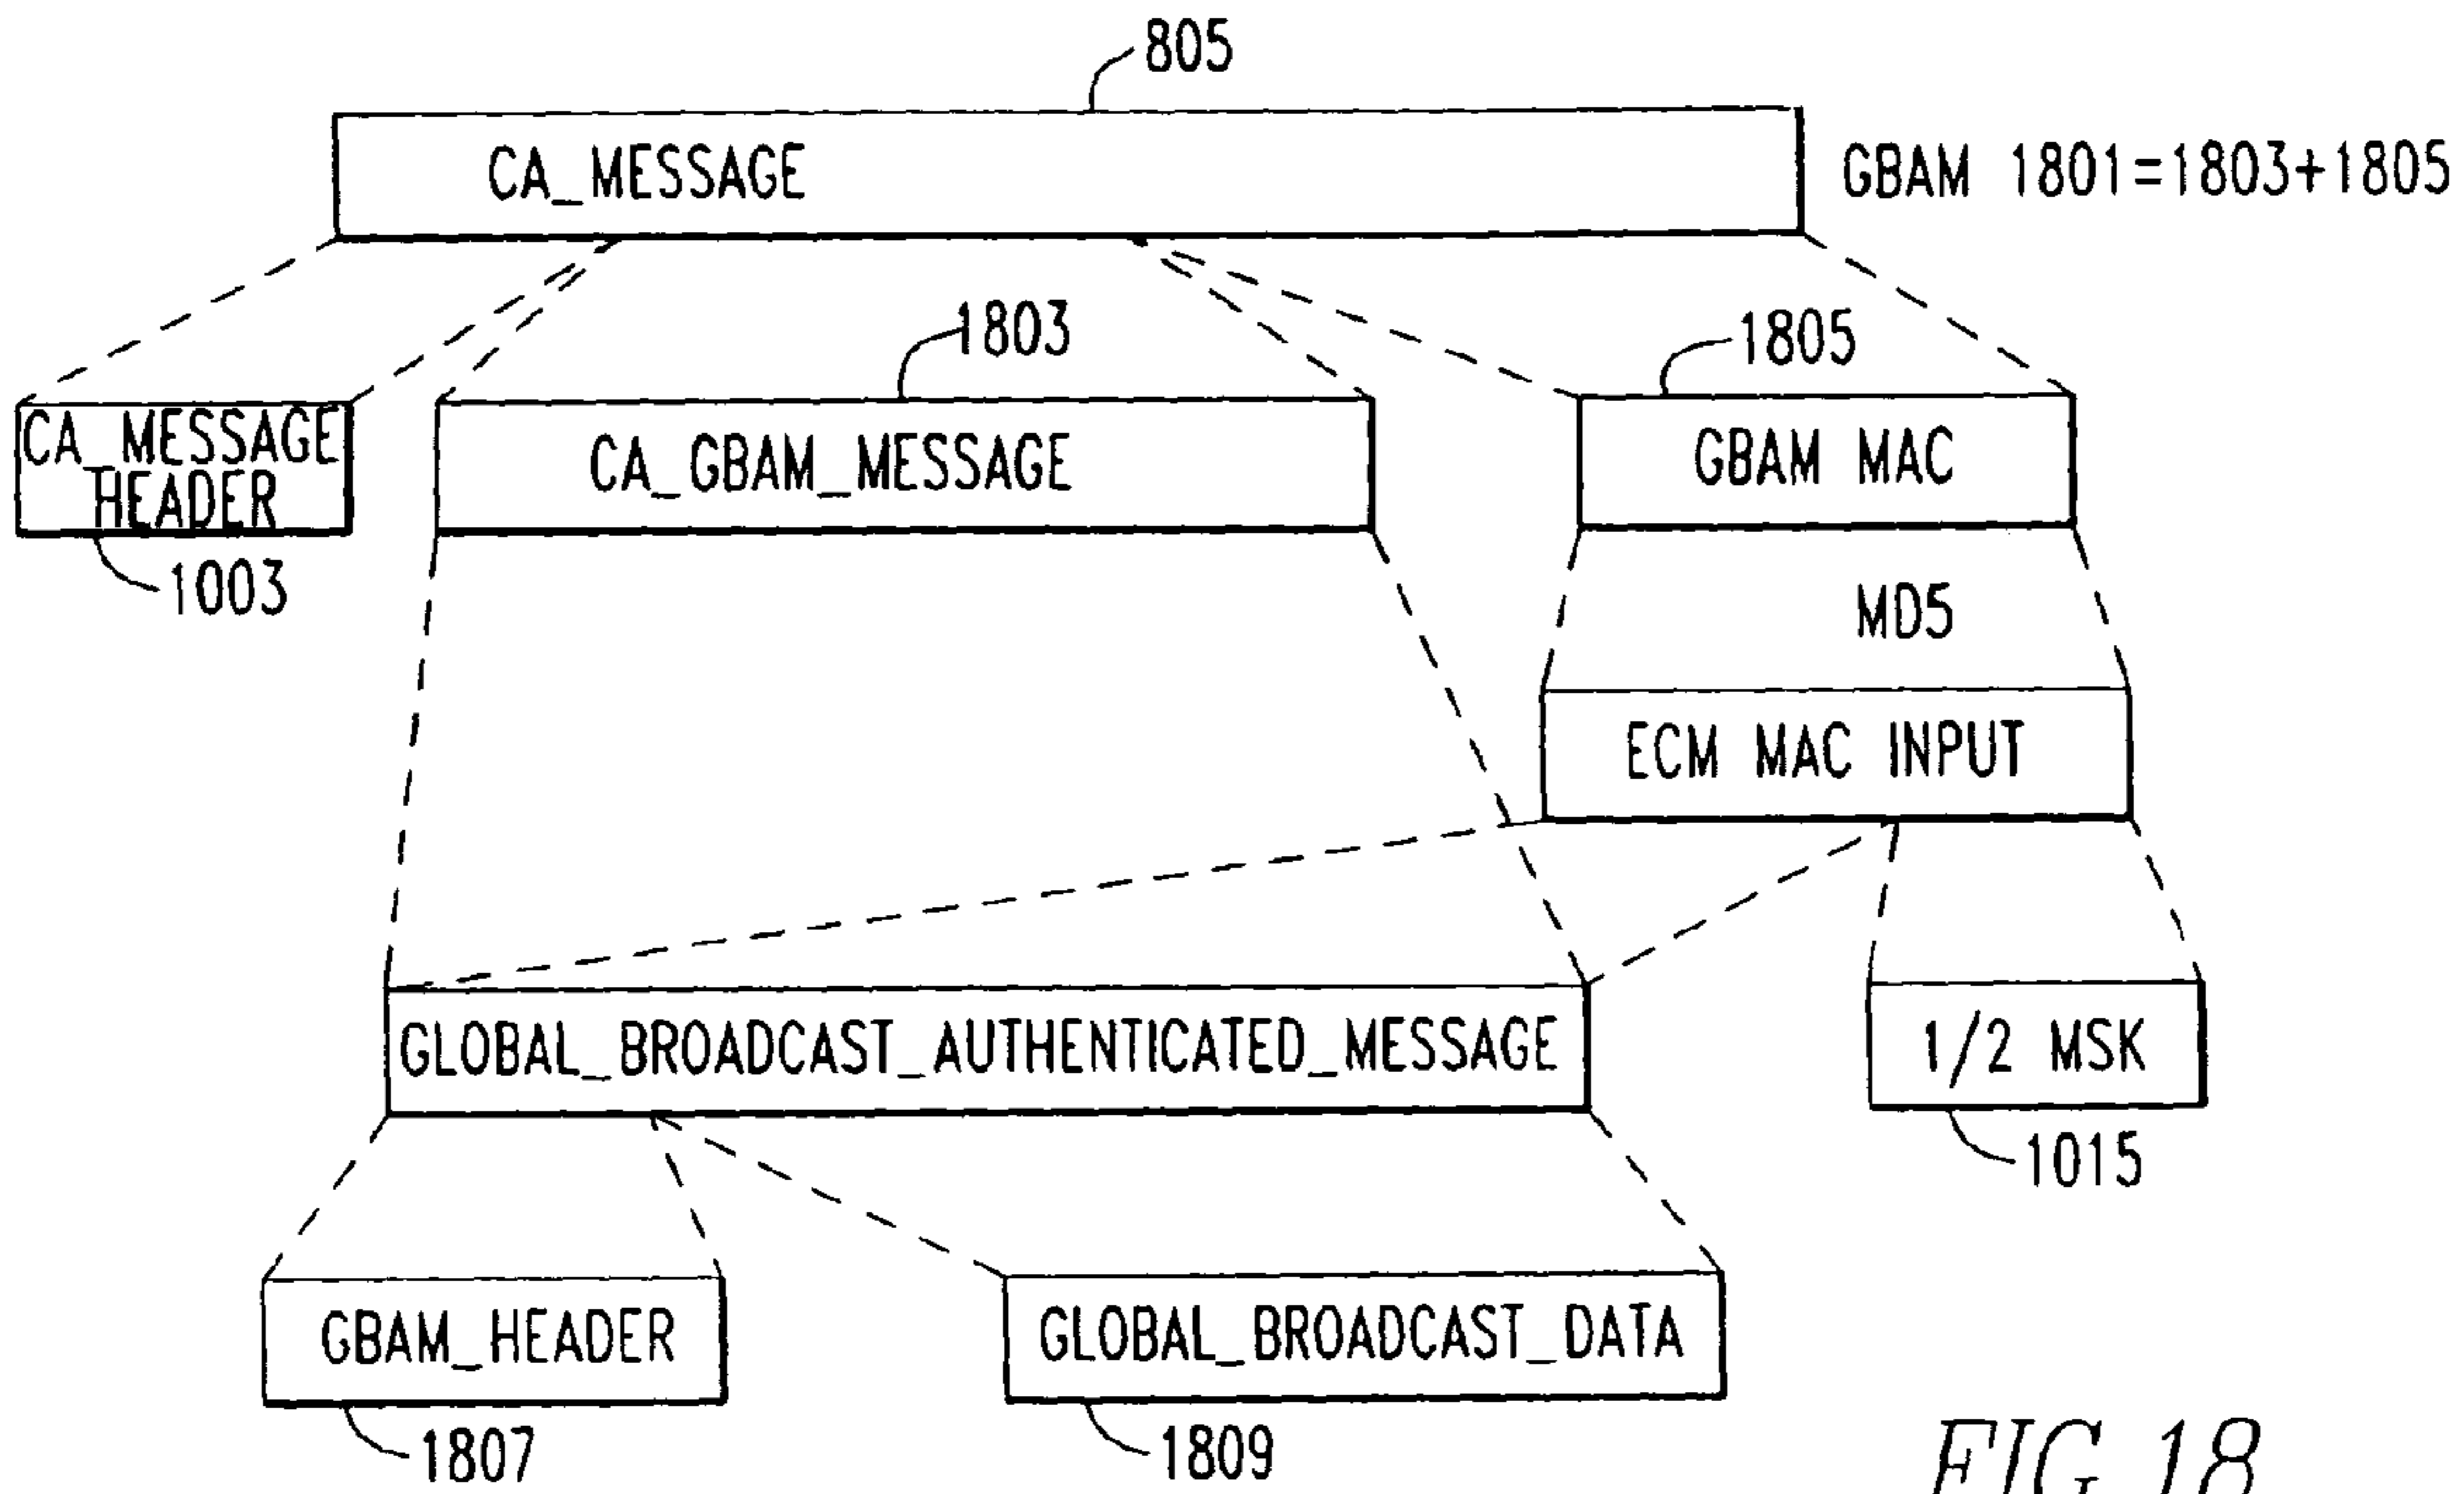 805
CA_MESSAGE
GBAM 1801=1803+1805
1803
1805
CA_MESSAGE
HEADER
CA_GBAM_MESSAGE
GBAM MAC
1003
MD5
ECM MAC INPUT
GLOBAL_BROADCAST_AUTHENTICATED_MESSAGE
1/2 MSK
1015
GBAM_HEADER
GLOBAL_BROADCAST_DATA
1807
1809
FIG 18